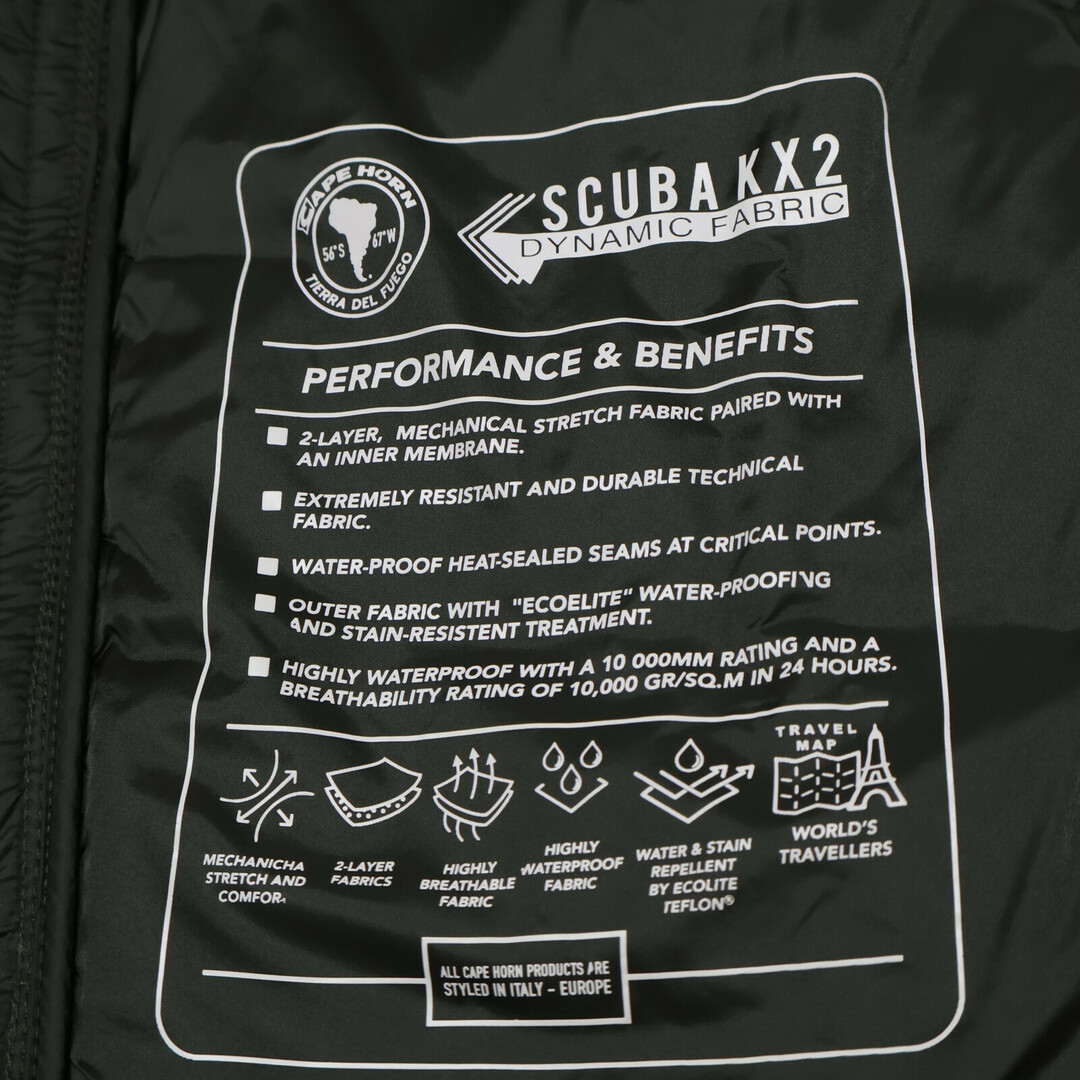 CAPE HORN
56°S 67°W
TIERRA DEL FUEGO
SCUBA KX2
DYNAMIC FABRIC
PERFORMANCE & BENEFITS
2-LAYER, MECHANICAL STRETCH FABRIC PAIRED WITH
AN INNER MEMBRANE.
EXTREMELY RESISTANT AND DURABLE TECHNICAL
FABRIC.
WATER-PROOF HEAT-SEALED SEAMS AT CRITICAL POINTS.
OUTER FABRIC WITH "ECOELITE" WATER-PROOFING
AND STAIN-RESISTENT TREATMENT.
HIGHLY WATERPROOF WITH A 10 000MM RATING AND A
BREATHABILITY RATING OF 10,000 GR/SQ.M IN 24 HOURS.
MECHANICHA
STRETCH AND
COMFOR
2-LAYER
FABRICS
HIGHLY
BREATHABLE
FABRIC
HIGHLY
WATERPROOF
FABRIC
WATER & STAIN
REPELLENT
BY ECOLITE
TEFLON®
TRAVEL
MAP
WORLD'S
TRAVELLERS
ALL CAPE HORN PRODUCTS ARE
STYLED IN ITALY - EUROPE